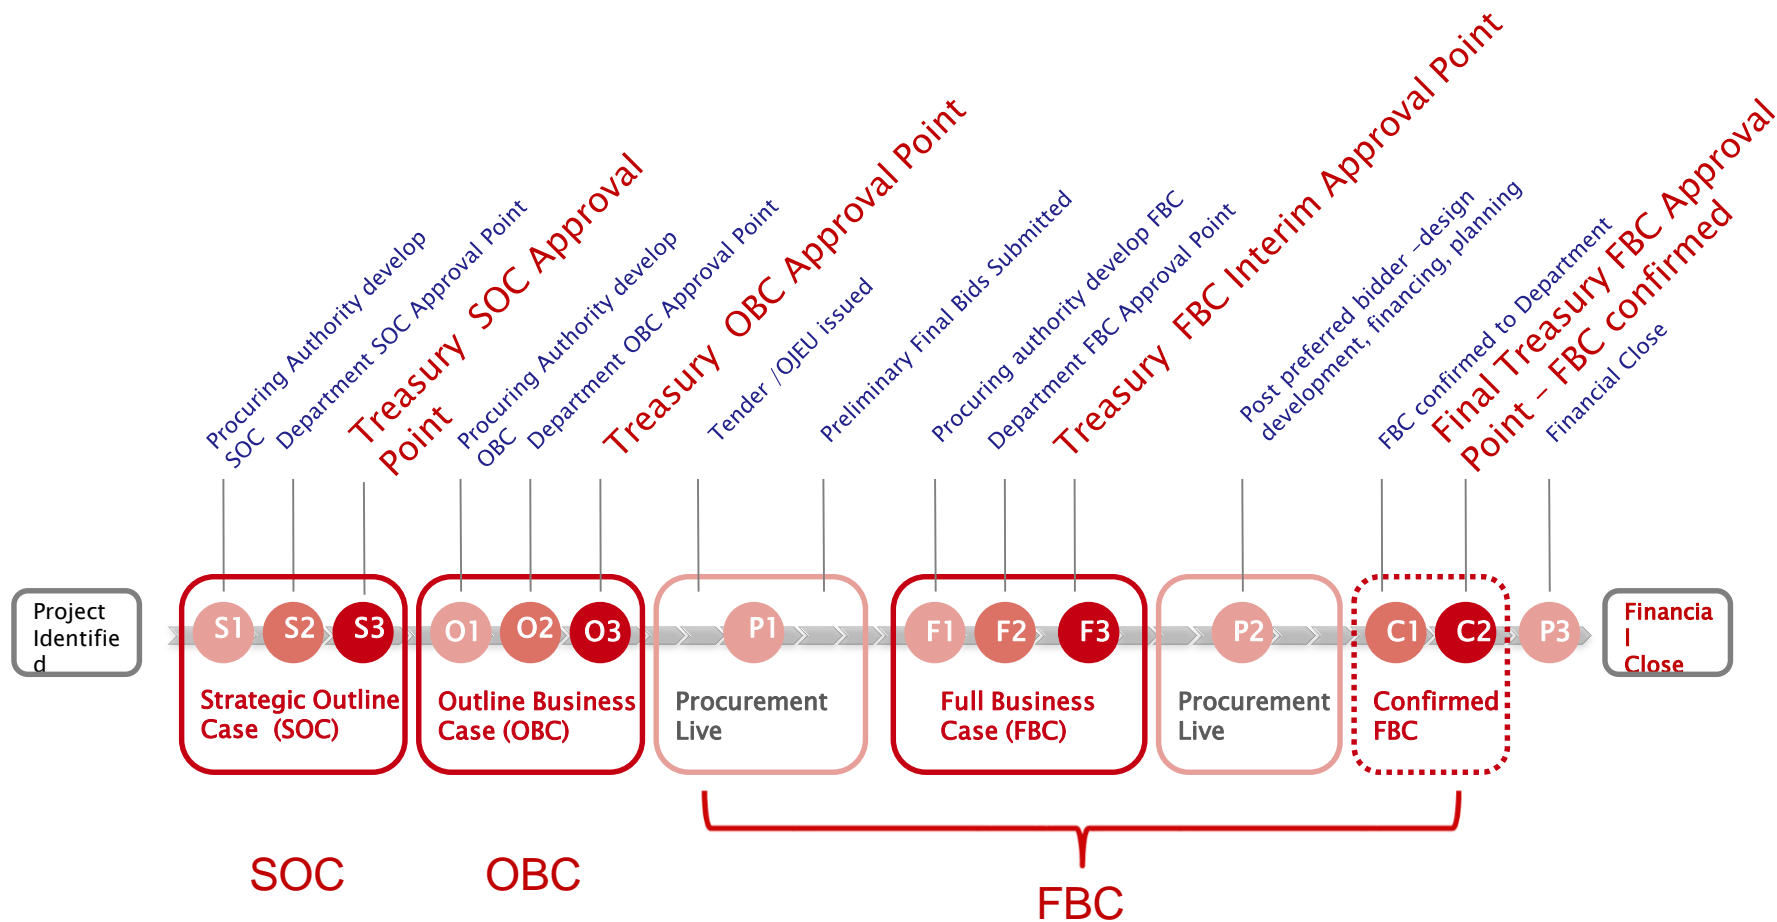 Procuring Authority develop
SOC
Department SOC Approval Point
Treasury  SOC Approval
Point
Procuring Authority develop
OBC
Department OBC Approval Point
Treasury  OBC Approval Point
Tender /OJEU issued
Preliminary Final Bids Submitted
Procuring authority develop FBC
Department FBC Approval Point
Treasury  FBC Interim Approval Point
Post preferred bidder –design
development, financing, planning
FBC confirmed to Department
Final Treasury FBC Approval
Point – FBC confirmed
Financial Close
Project
Identifie
d
S1
S2
S3
O1
O2
O3
P1
F1
F2
F3
P2
C1
C2
P3
Financia
l
Close
Strategic Outline
Case  (SOC)
Outline Business
Case (OBC)
Procurement
Live
Full Business
Case (FBC)
Procurement
Live
Confirmed
FBC
SOC
OBC
FBC